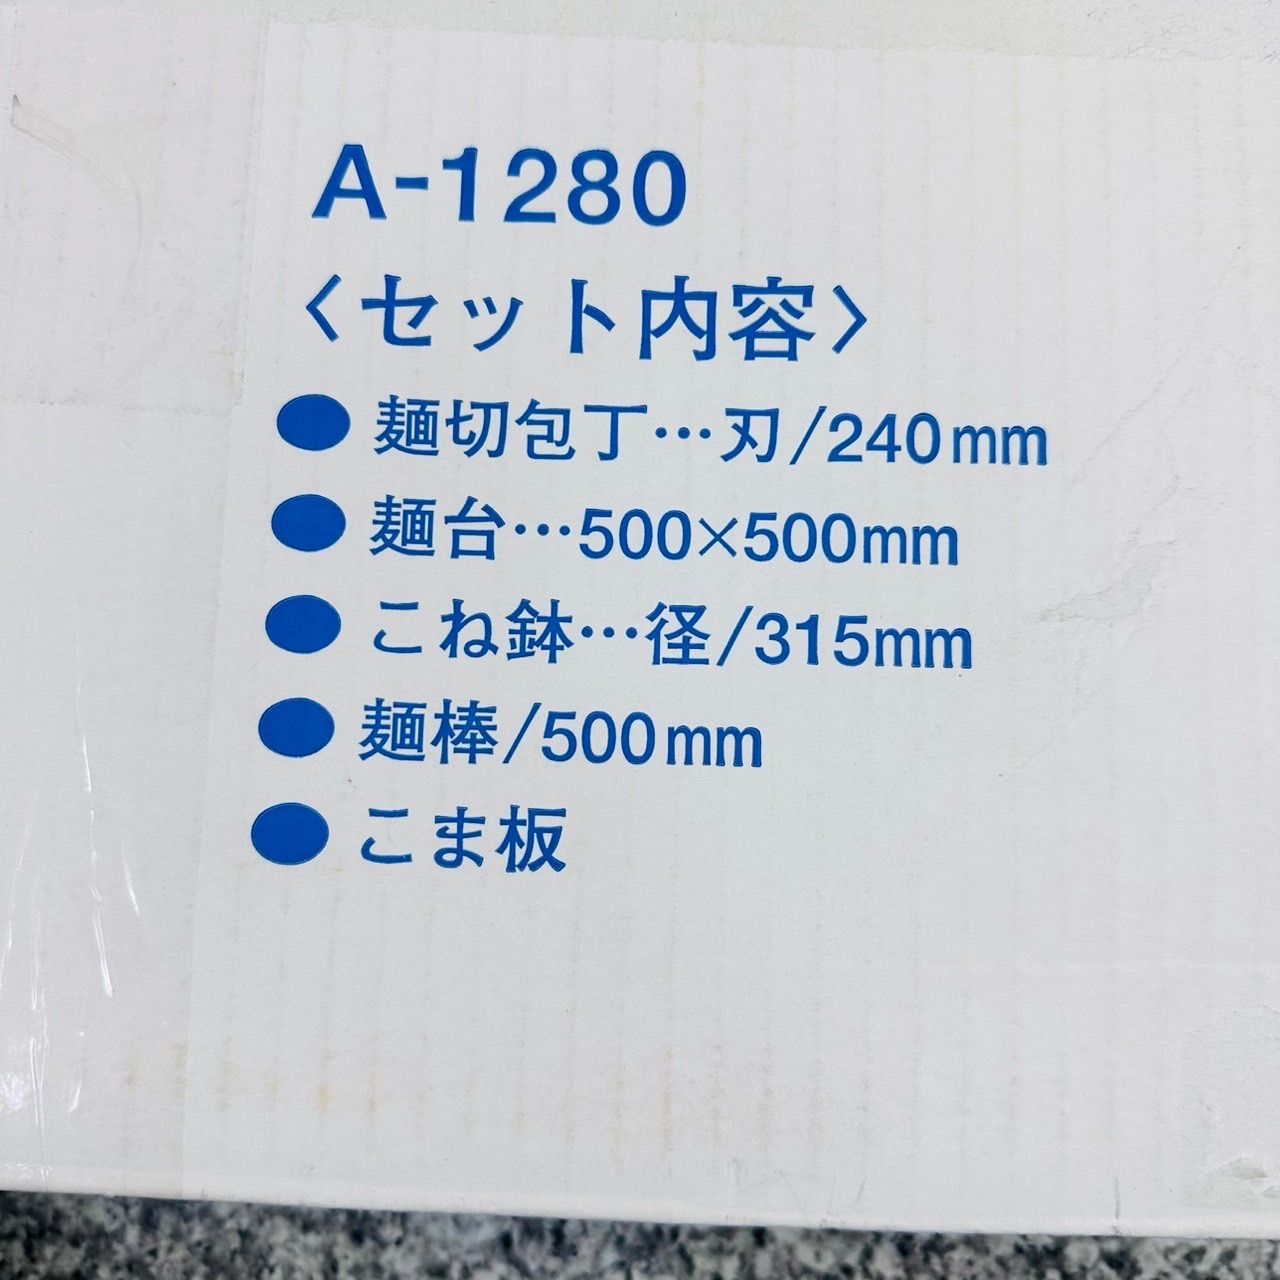 A-1280
〈セット内容〉
●麺切包丁…刃/240mm
●麺台…500×500mm
●こね鉢…径/315mm
●麺棒/500mm
●こま板